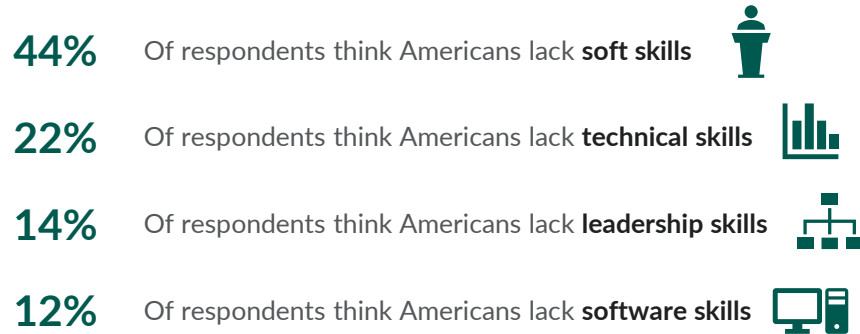 44% Of respondents think Americans lack soft skills
22% Of respondents think Americans lack technical skills
14% Of respondents think Americans lack leadership skills
12% Of respondents think Americans lack software skills